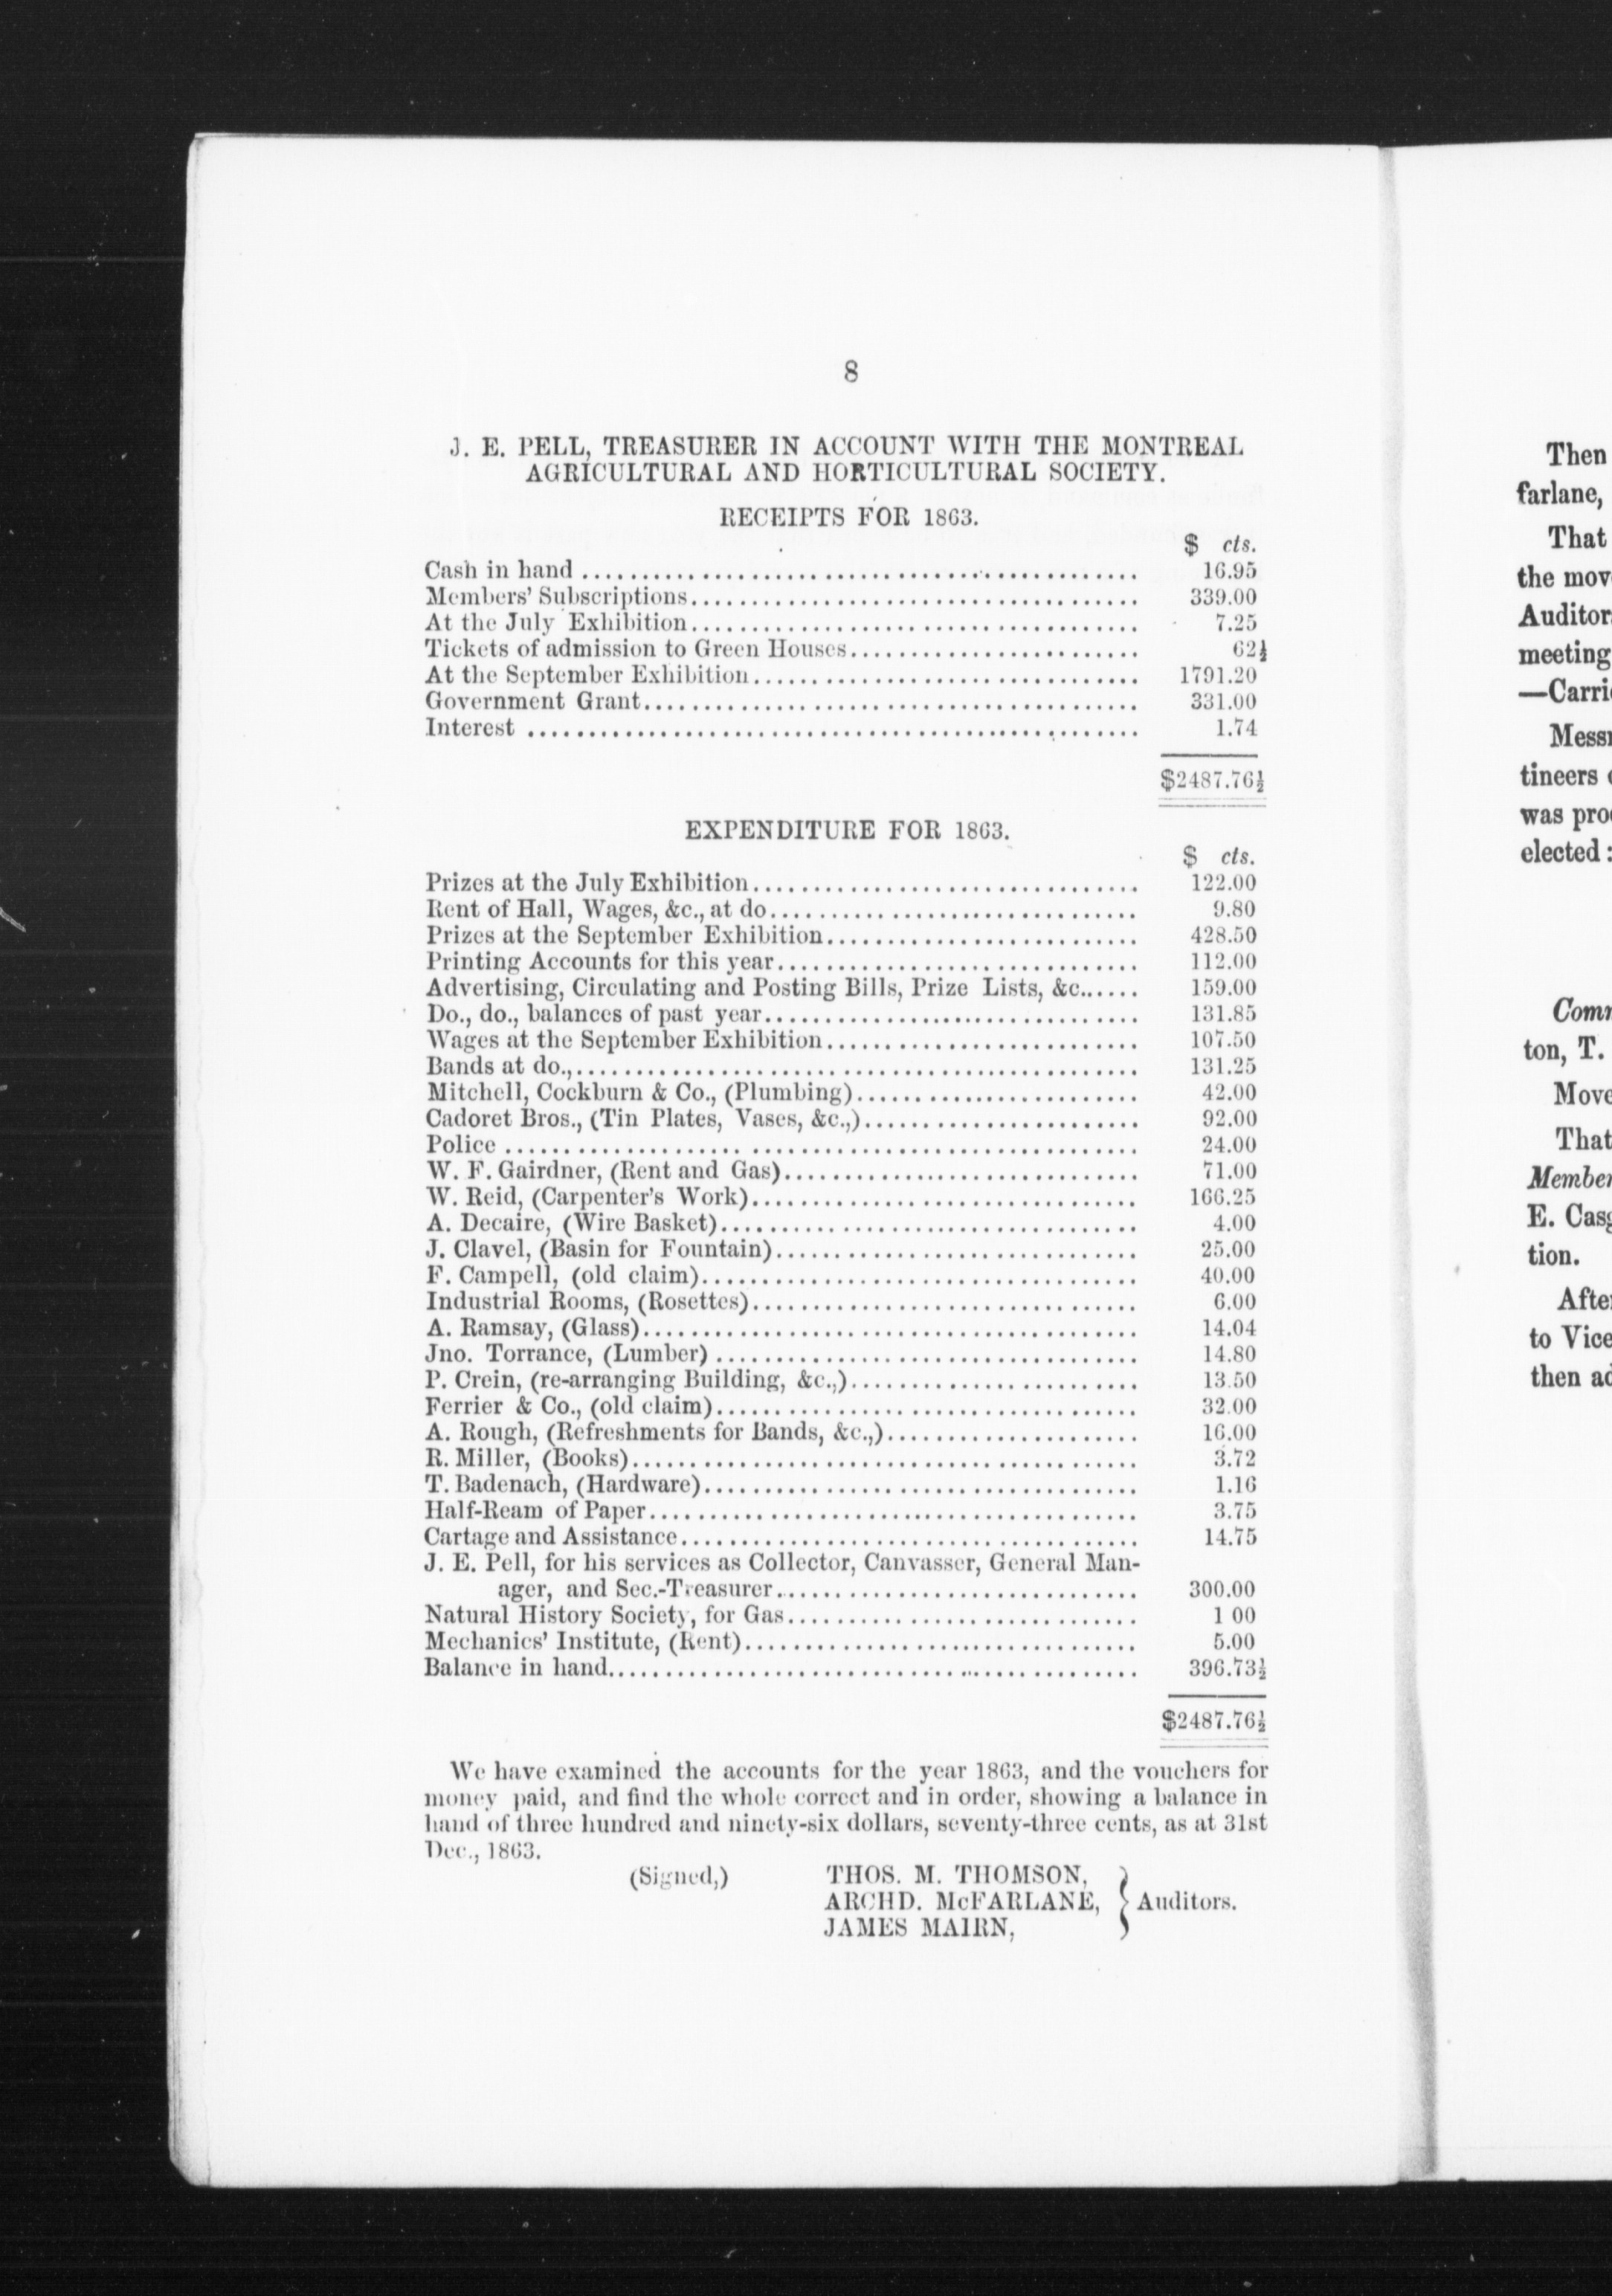 8
J. E. PELL, TREASURER IN ACCOUNT WITH THE MONTREAL
AGRICULTURAL AND HORTICULTURAL SOCIETY.
RECEIPTS FOR 1863.
$ cts.
Cash in hand ........ 16.95
Members' Subscriptions ........ 339.00
At the July Exhibition ........ 7.25
Tickets of admission to Green Houses ........ 62½
At the September Exhibition ........ 1791.20
Government Grant ........ 331.00
Interest ........ 1.74
$2487.76½
EXPENDITURE FOR 1863.
$ cts.
Prizes at the July Exhibition ........ 122.00
Rent of Hall, Wages, &c., at do ........ 9.80
Prizes at the September Exhibition ........ 428.50
Printing Accounts for this year ........ 112.00
Advertising, Circulating and Posting Bills, Prize Lists, &c. ........ 159.00
Do., do., balances of past year ........ 131.85
Wages at the September Exhibition ........ 107.50
Bands at do., ........ 131.25
Mitchell, Cockburn & Co., (Plumbing) ........ 42.00
Cadoret Bros., (Tin Plates, Vases, &c.,) ........ 92.00
Police ........ 24.00
W. F. Gairdner, (Rent and Gas) ........ 71.00
W. Reid, (Carpenter's Work) ........ 166.25
A. Decaire, (Wire Basket) ........ 4.00
J. Clavel, (Basin for Fountain) ........ 25.00
F. Campell, (old claim) ........ 40.00
Industrial Rooms, (Rosettes) ........ 6.00
A. Ramsay, (Glass) ........ 14.04
Jno. Torrance, (Lumber) ........ 14.80
P. Crein, (re-arranging Building, &c.,) ........ 13.50
Ferrier & Co., (old claim) ........ 32.00
A. Rough, (Refreshments for Bands, &c.,) ........ 16.00
R. Miller, (Books) ........ 3.72
T. Badenach, (Hardware) ........ 1.16
Half-Ream of Paper ........ 3.75
Cartage and Assistance ........ 14.75
J. E. Pell, for his services as Collector, Canvasser, General Man-
ager, and Sec.-Treasurer ........ 300.00
Natural History Society, for Gas ........ 1 00
Mechanics' Institute, (Rent) ........ 5.00
Balance in hand ........ 396.73½
$2487.76½
We have examined the accounts for the year 1863, and the vouchers for
money paid, and find the whole correct and in order, showing a balance in
hand of three hundred and ninety-six dollars, seventy-three cents, as at 31st
Dec., 1863.
(Signed,) THOS. M. THOMSON,
ARCHD. McFARLANE, } Auditors.
JAMES MAIRN,
Then
farlane,
That
the mov
Auditor
meeting
—Carri
Mess
tineers
was pro
elected :
Com
ton, T.
Move
That
Member
E. Cas
tion.
After
to Vice
then ad